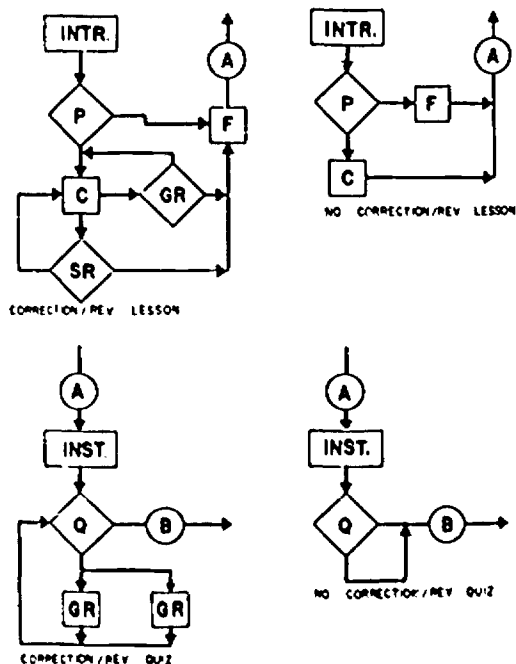 INTR.
A
P
F
C
GR
SR
CORRECTION/REV LESSON
INTR.
A
P
F
C
NO CORRECTION/REV LESSON
A
INST.
Q
B
GR
GR
CORRECTION/REV QUIZ
A
INST.
Q
B
NO CORRECTION/REV QUIZ